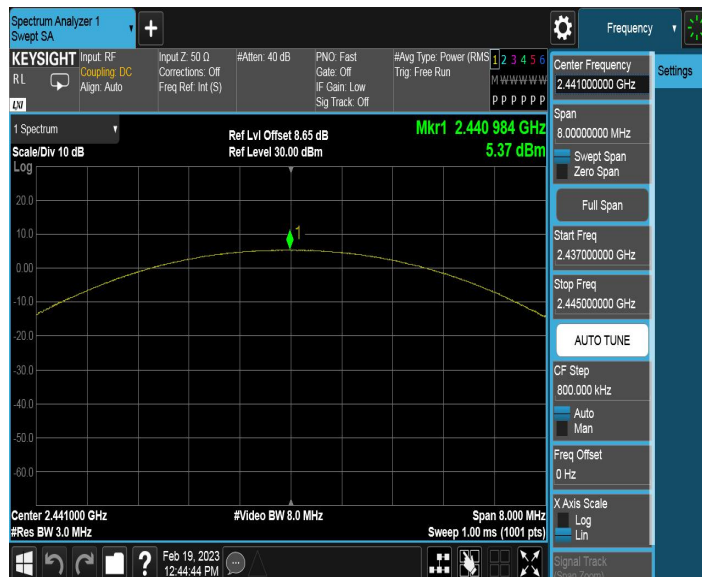 Spectrum Analyzer 1
Swept SA
Frequency
KEYSIGHT
RL
LXI
Input: RF
Coupling: DC
Align: Auto
Input Z: 50 Ω
Corrections: Off
Freq Ref: Int (S)
#Atten: 40 dB
PNO: Fast
Gate: Off
IF Gain: Low
Sig Track: Off
#Avg Type: Power (RMS
Trig: Free Run
1 2 3 4 5 6
M W W W W W
P P P P P P
Settings
1 Spectrum
Scale/Div 10 dB
Log
Ref Lvl Offset 8.65 dB
Ref Level 30.00 dBm
Mkr1 2.440 984 GHz
5.37 dBm
20.0
10.0
0.00
-10.0
-20.0
-30.0
-40.0
-50.0
-60.0
1
Center 2.441000 GHz
#Res BW 3.0 MHz
#Video BW 8.0 MHz
Span 8.000 MHz
Sweep 1.00 ms (1001 pts)
Center Frequency
2.441000000 GHz
Span
8.00000000 MHz
Swept Span
Zero Span
Full Span
Start Freq
2.437000000 GHz
Stop Freq
2.445000000 GHz
AUTO TUNE
CF Step
800.000 kHz
Auto
Man
Freq Offset
0 Hz
X Axis Scale
Log
Lin
Signal Track
(Span Zoom)
Feb 19, 2023
12:44:44 PM